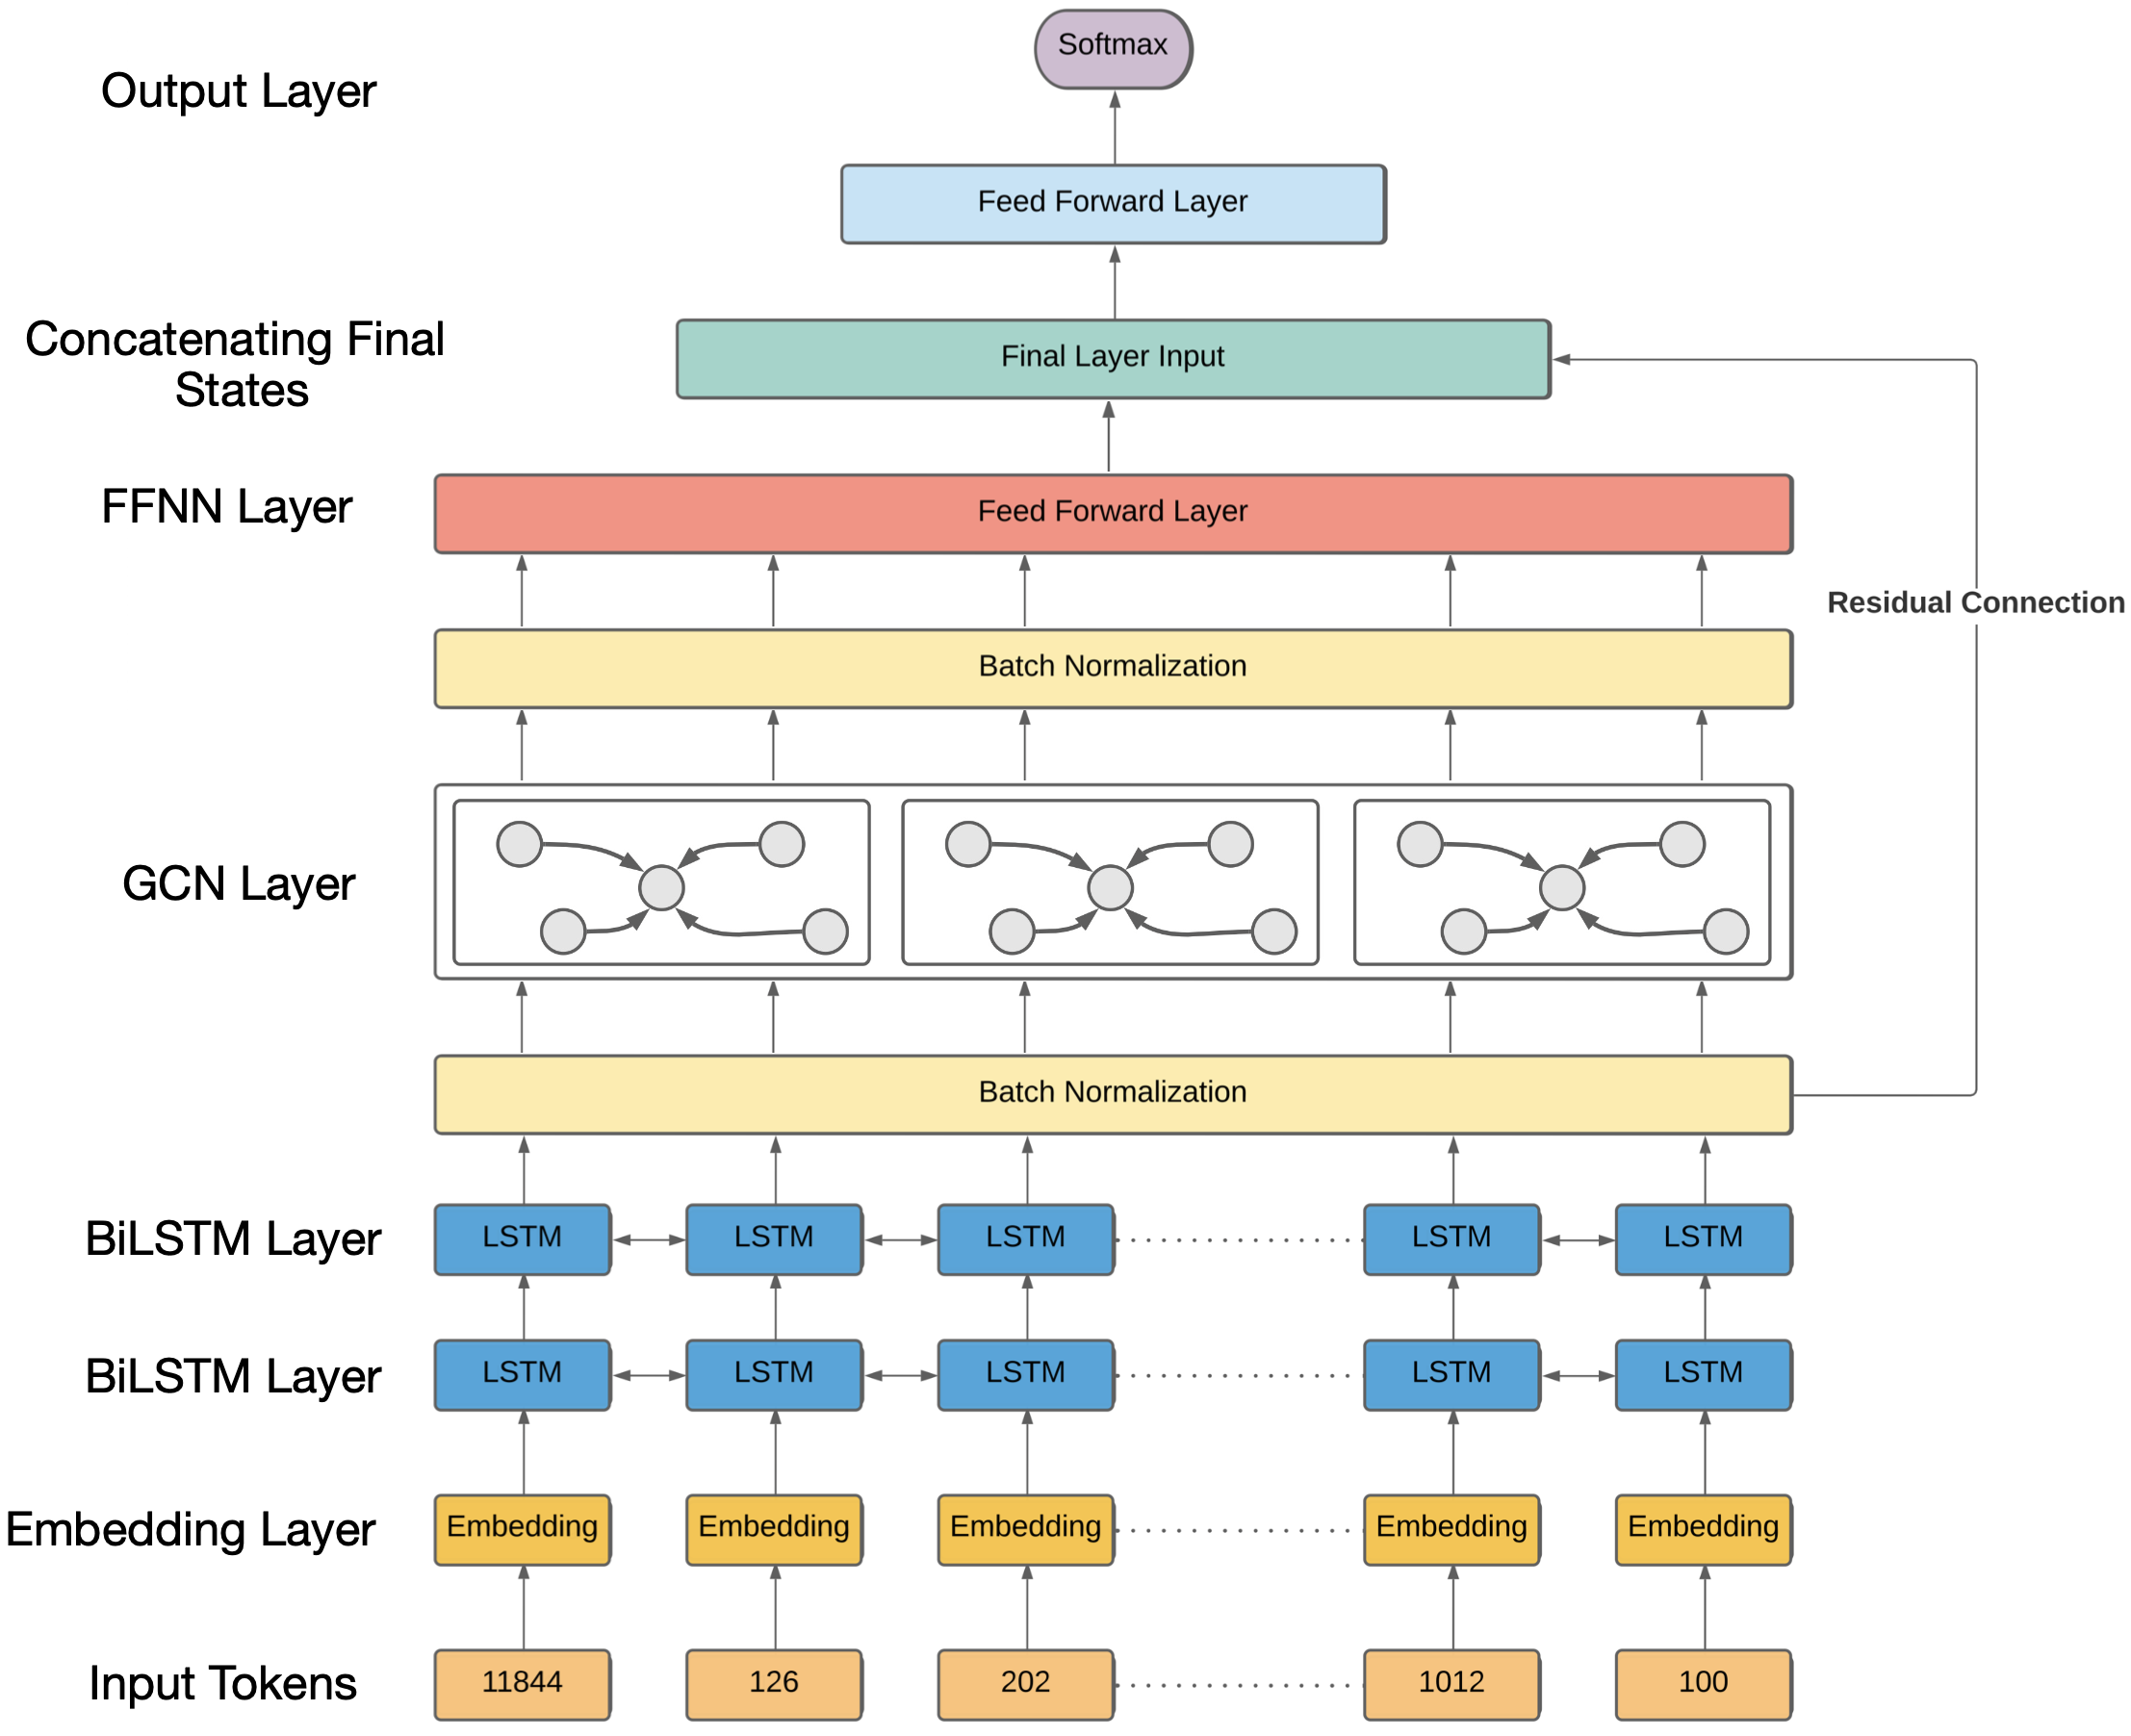 Softmax
Output Layer
Feed Forward Layer
Concatenating Final
States
Final Layer Input
FFNN Layer
Feed Forward Layer
Residual Connection
Batch Normalization
GCN Layer
Batch Normalization
BiLSTM Layer
LSTM LSTM LSTM LSTM LSTM
BiLSTM Layer
LSTM LSTM LSTM LSTM LSTM
Embedding Layer
Embedding Embedding Embedding Embedding Embedding
Input Tokens
11844 126 202 1012 100